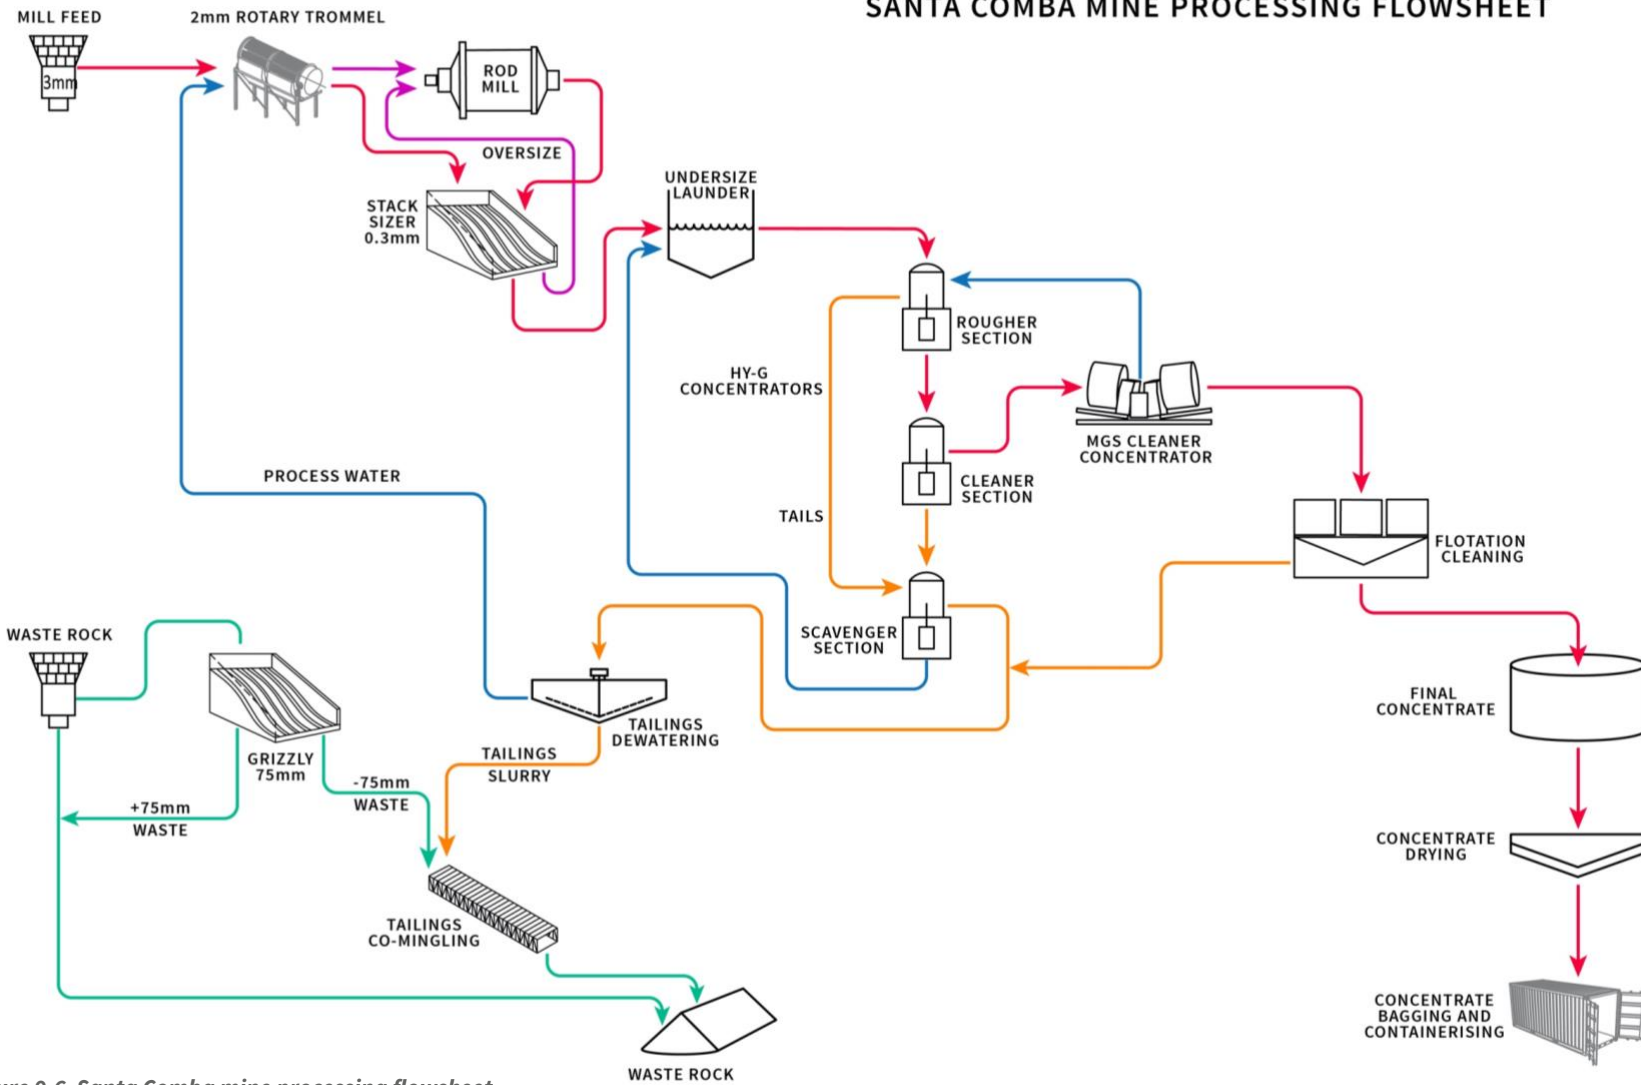 SANTA COMBA MINE PROCESSING FLOWSHEET
MILL FEED
2mm ROTARY TROMMEL
3mm
ROD
MILL
OVERSIZE
STACK
SIZER
0.3mm
UNDERSIZE
LAUNDER
ROUGHER
SECTION
HY-G
CONCENTRATORS
MGS CLEANER
CONCENTRATOR
CLEANER
SECTION
PROCESS WATER
TAILS
FLOTATION
CLEANING
WASTE ROCK
SCAVENGER
SECTION
FINAL
CONCENTRATE
TAILINGS
DEWATERING
GRIZZLY
75mm
TAILINGS
SLURRY
-75mm
WASTE
+75mm
WASTE
CONCENTRATE
DRYING
TAILINGS
CO-MINGLING
CONCENTRATE
BAGGING AND
CONTAINERISING
WASTE ROCK
Santa Comba mine processing flowsheet